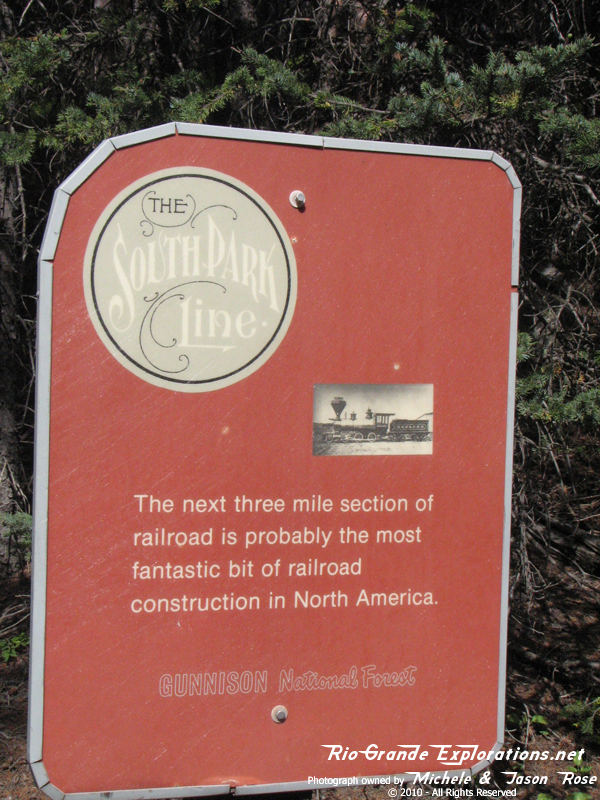 THE
SOUTH PARK
Line
The next three mile section of
railroad is probably the most
fantastic bit of railroad
construction in North America.
GUNNISON National Forest
Rio Grande Explorations.net
Photograph owned by Michele & Jason Rose
© 2010 - All Rights Reserved